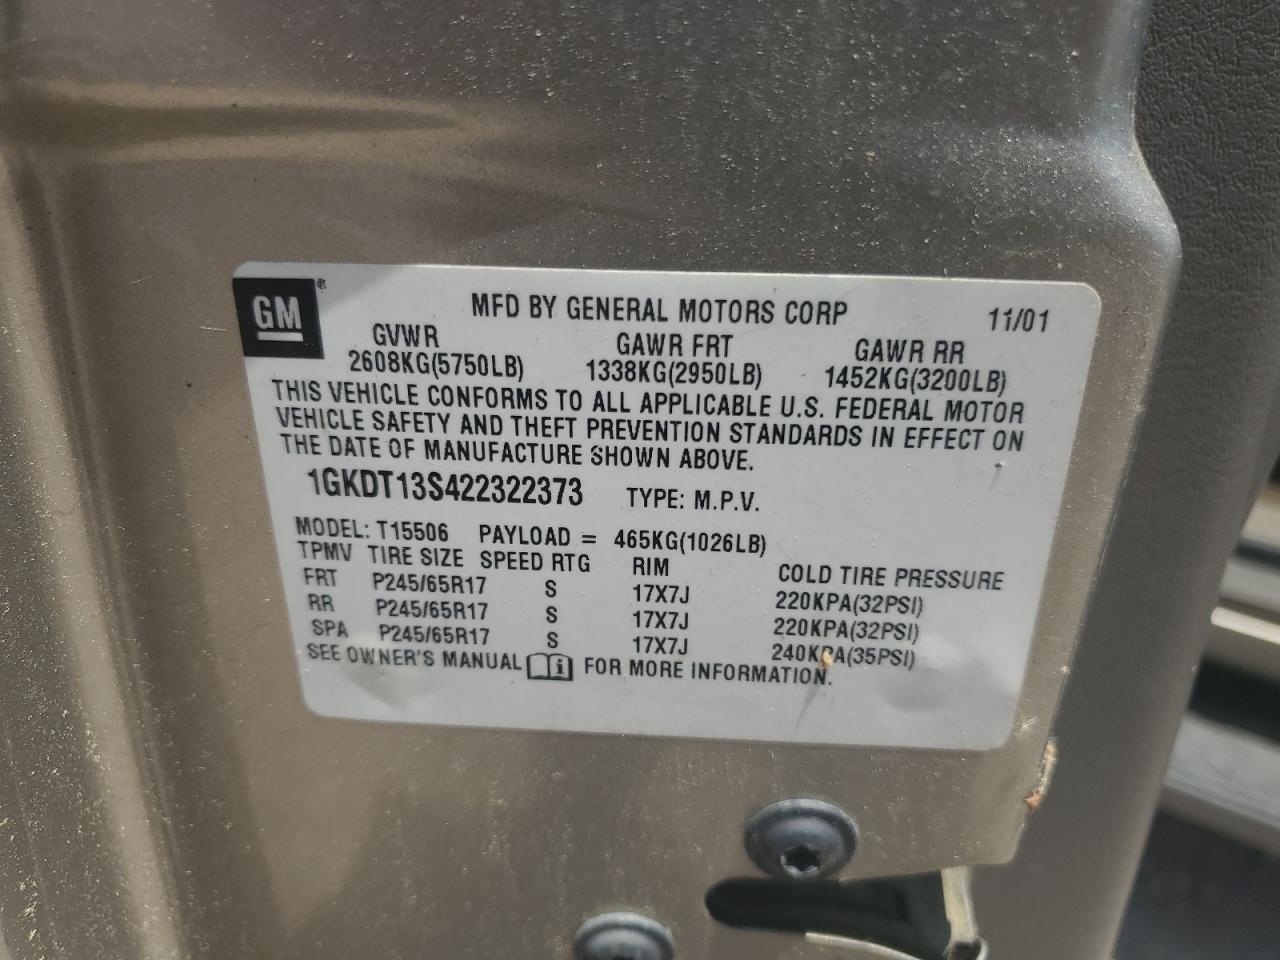 GM®
MFD BY GENERAL MOTORS CORP 11/01
GVWR GAWR FRT GAWR RR
2608KG(5750LB) 1338KG(2950LB) 1452KG(3200LB)
THIS VEHICLE CONFORMS TO ALL APPLICABLE U.S. FEDERAL MOTOR
VEHICLE SAFETY AND THEFT PREVENTION STANDARDS IN EFFECT ON
THE DATE OF MANUFACTURE SHOWN ABOVE.
1GKDT13S422322373 TYPE: M.P.V.
MODEL: T15506 PAYLOAD = 465KG(1026LB)
TPMV TIRE SIZE SPEED RTG RIM COLD TIRE PRESSURE
FRT P245/65R17 S 17X7J 220KPA(32PSI)
RR P245/65R17 S 17X7J 220KPA(32PSI)
SPA P245/65R17 S 17X7J 240KPA(35PSI)
SEE OWNER'S MANUAL i FOR MORE INFORMATION.